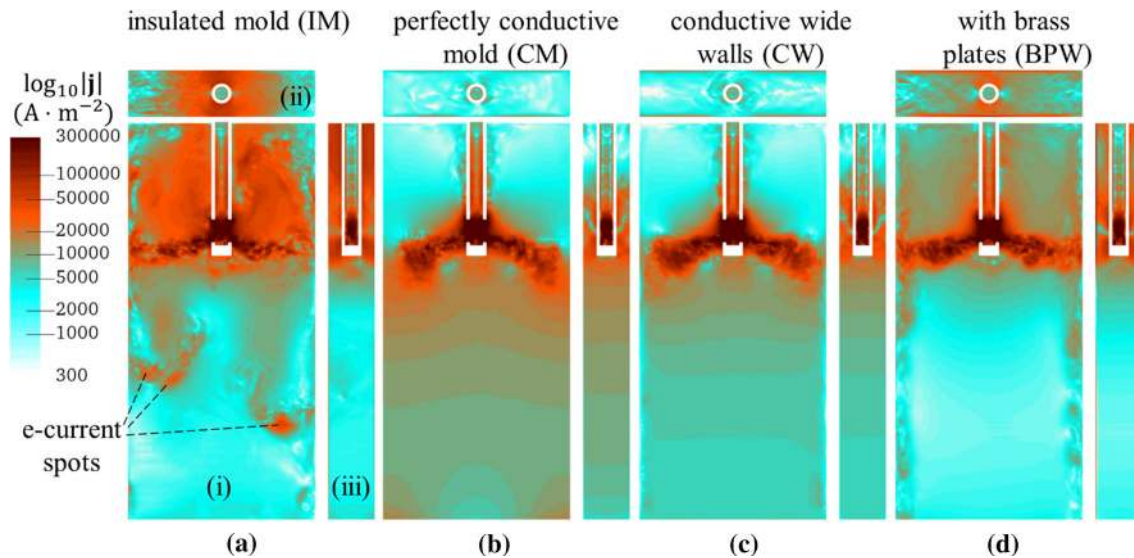 insulated mold (IM)
perfectly conductive
mold (CM)
conductive wide
walls (CW)
with brass
plates (BPW)
log₁₀|j|
(A · m⁻²)
(ii)
300000
100000
50000
20000
10000
5000
2000
1000
300
e-current
spots
(i)
(iii)
(a)
(b)
(c)
(d)